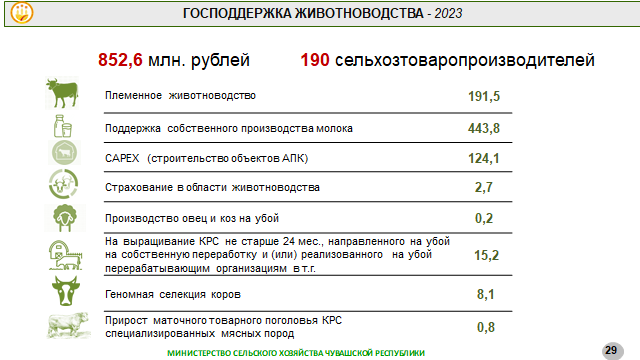 ГОСПОДДЕРЖКА ЖИВОТНОВОДСТВА - 2023
852,6 млн. рублей 190 сельхозтоваропроизводителей
Племенное животноводство 191,5
Поддержка собственного производства молока 443,8
CAPEX (строительство объектов АПК) 124,1
Страхование в области животноводства 2,7
Производство овец и коз на убой 0,2
На выращивание КРС не старше 24 мес., направленного на убой
на собственную переработку и (или) реализованного на убой 15,2
перерабатывающим организациям в т.г.
Геномная селекция коров 8,1
Прирост маточного товарного поголовья КРС
специализированных мясных пород 0,8
МИНИСТЕРСТВО СЕЛЬСКОГО ХОЗЯЙСТВА ЧУВАШСКОЙ РЕСПУБЛИКИ 29